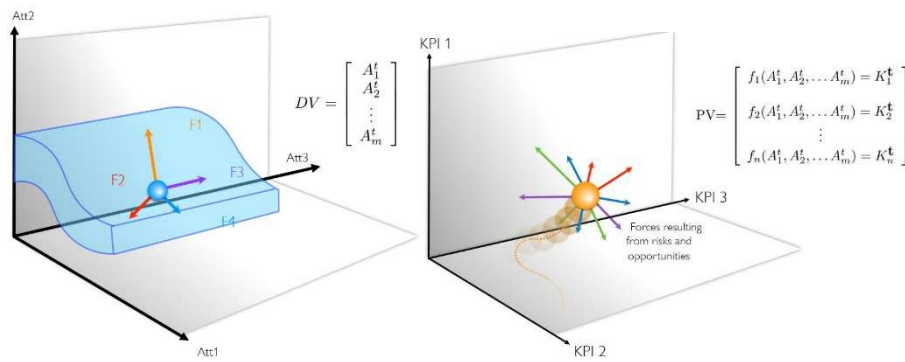 Att2
F1
F2
F3
F4
Att3
Att1
DV = [ A_1^t A_2^t ⋮ A_m^t ]
KPI 1
KPI 3
Forces resulting
from risks and
opportunities
KPI 2
PV= [ f_1(A_1^t, A_2^t, … A_m^t) = K_1^t
f_2(A_1^t, A_2^t, … A_m^t) = K_2^t
⋮
f_n(A_1^t, A_2^t, … A_m^t) = K_n^t ]